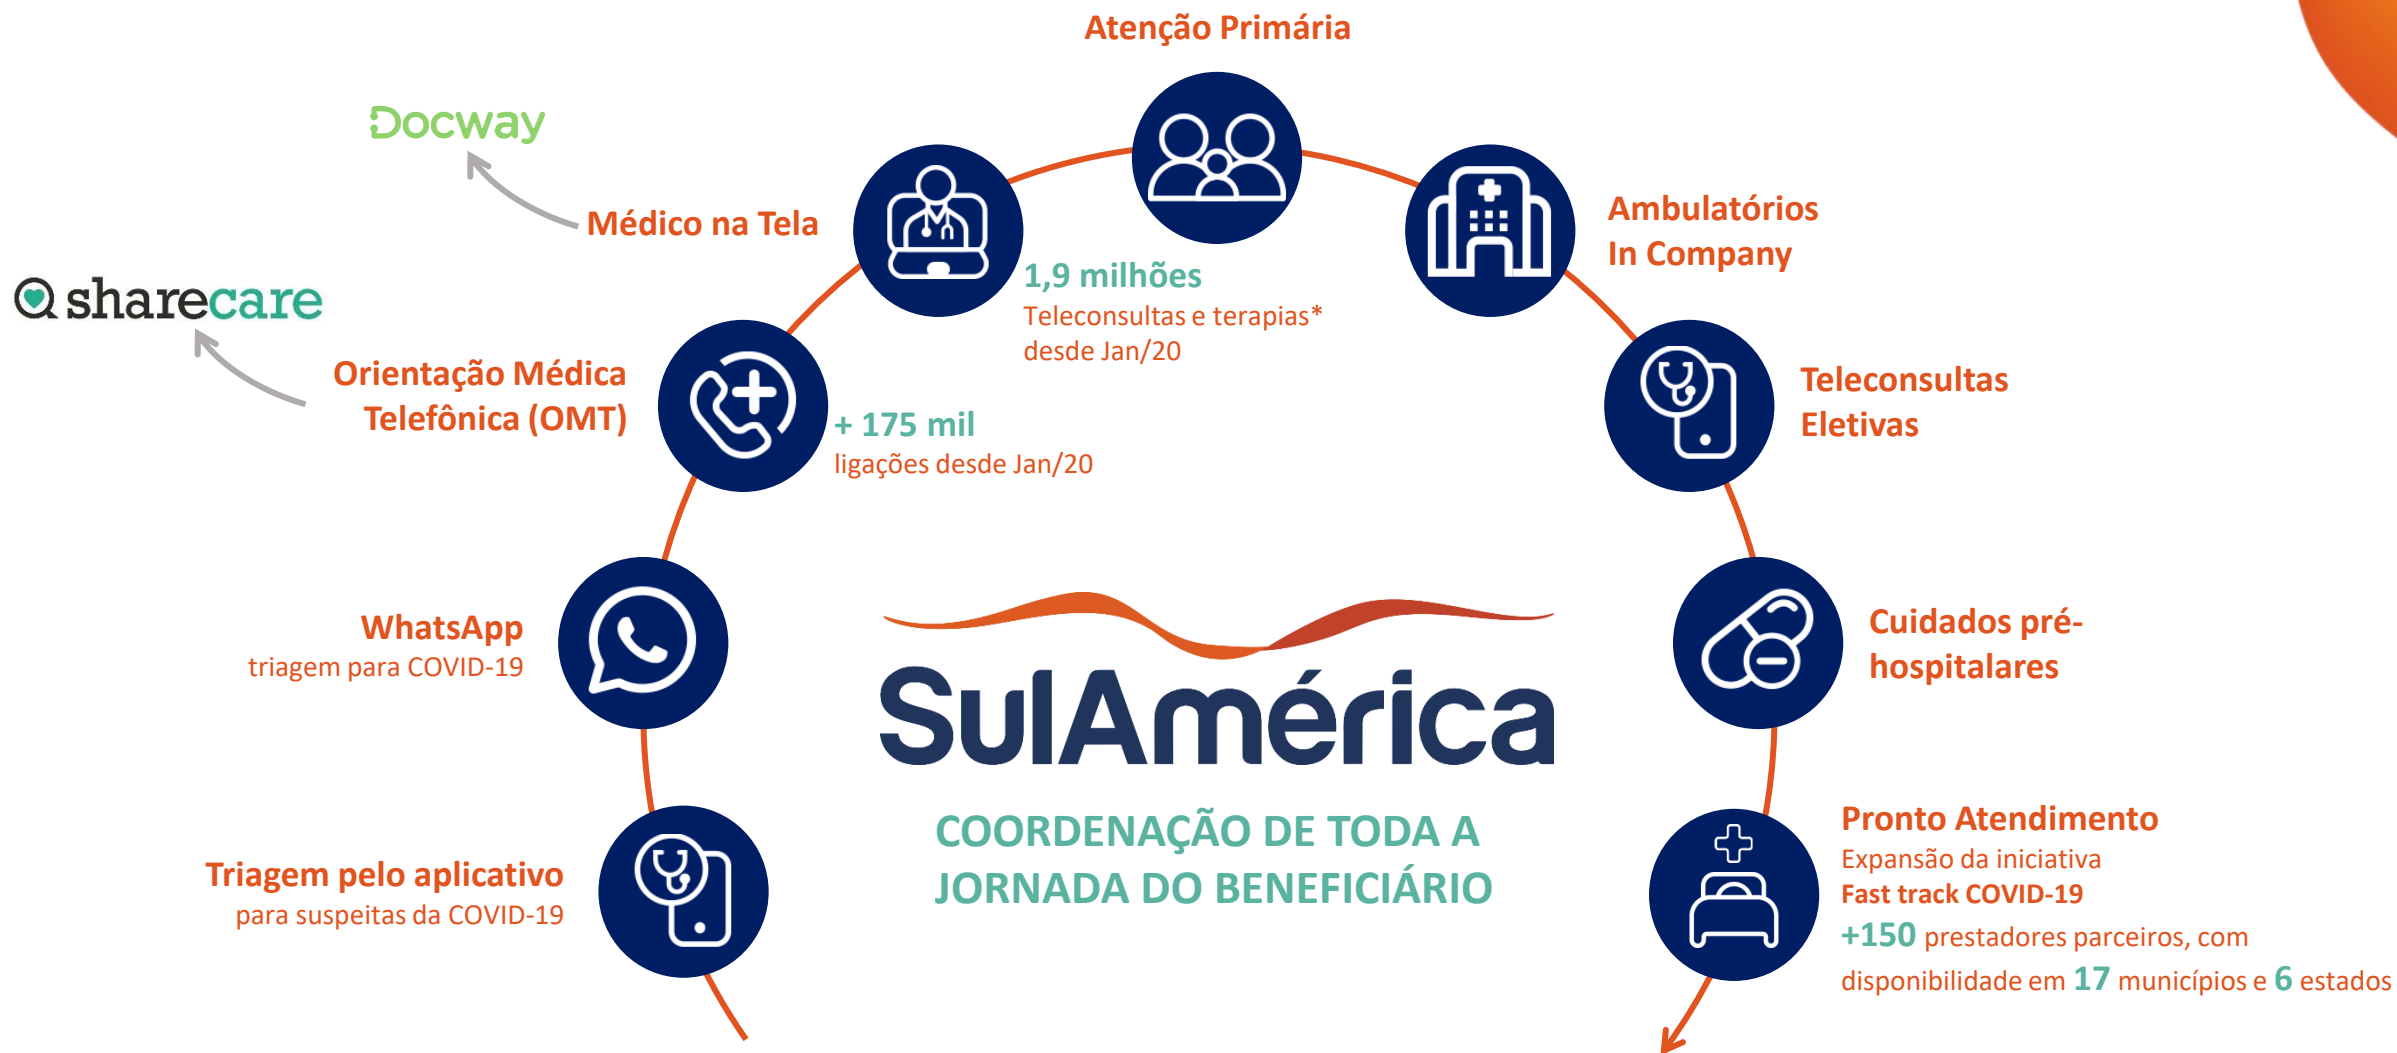 Atenção Primária
Docway
Médico na Tela
sharecare
1,9 milhões
Teleconsultas e terapias*
desde Jan/20
Orientação Médica
Telefônica (OMT)
+ 175 mil
ligações desde Jan/20
WhatsApp
triagem para COVID-19
Triagem pelo aplicativo
para suspeitas da COVID-19
SulAmérica
COORDENAÇÃO DE TODA A
JORNADA DO BENEFICIÁRIO
Ambulatórios
In Company
Teleconsultas
Eletivas
Cuidados pré-
hospitalares
Pronto Atendimento
Expansão da iniciativa
Fast track COVID-19
+150 prestadores parceiros, com
disponibilidade em 17 municípios e 6 estados